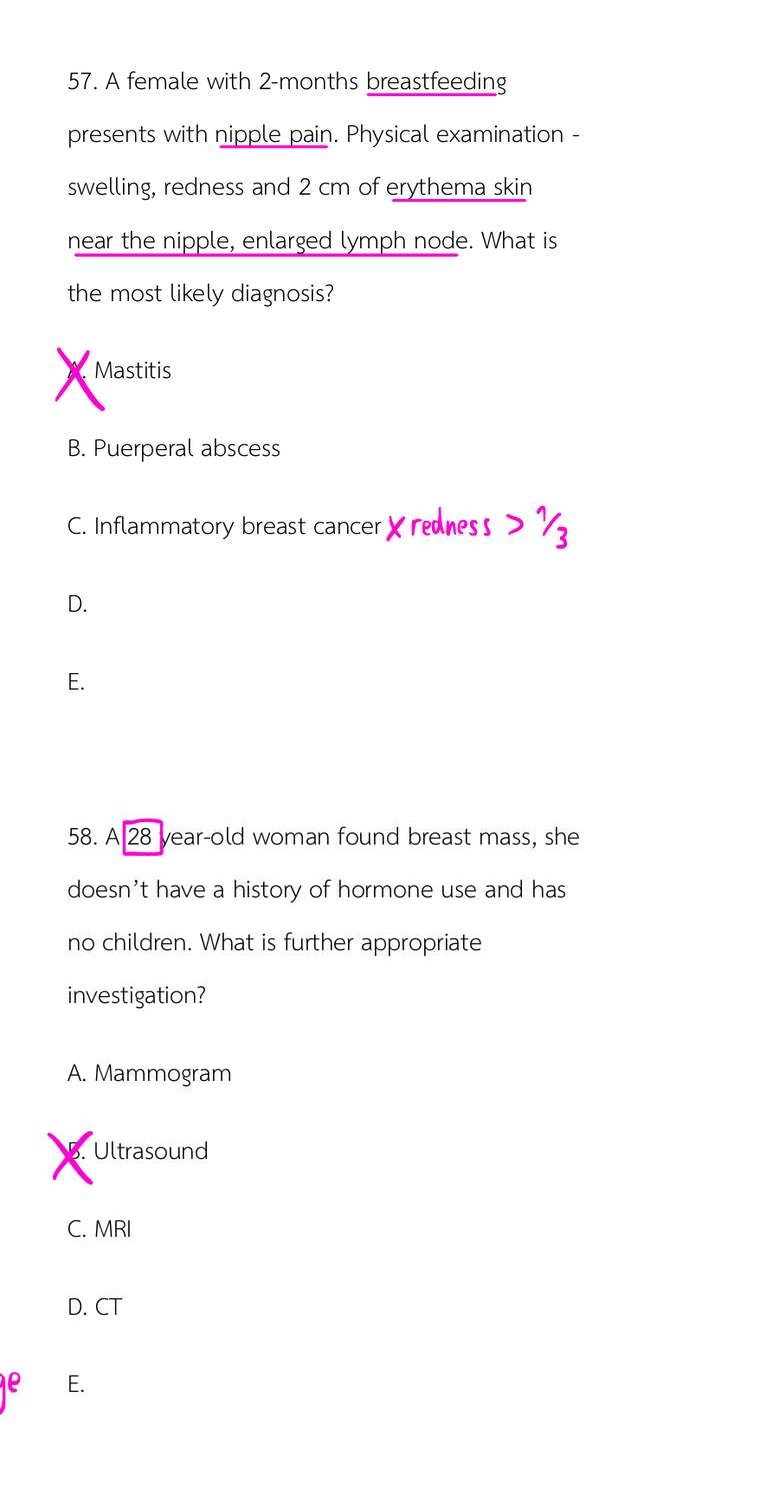 57. A female with 2-months breastfeeding
presents with nipple pain. Physical examination -
swelling, redness and 2 cm of erythema skin
near the nipple, enlarged lymph node. What is
the most likely diagnosis?
A. Mastitis
B. Puerperal abscess
C. Inflammatory breast cancer x redness > 1/3
D.
E.
58. A 28 year-old woman found breast mass, she
doesn't have a history of hormone use and has
no children. What is further appropriate
investigation?
A. Mammogram
B. Ultrasound
C. MRI
D. CT
E.